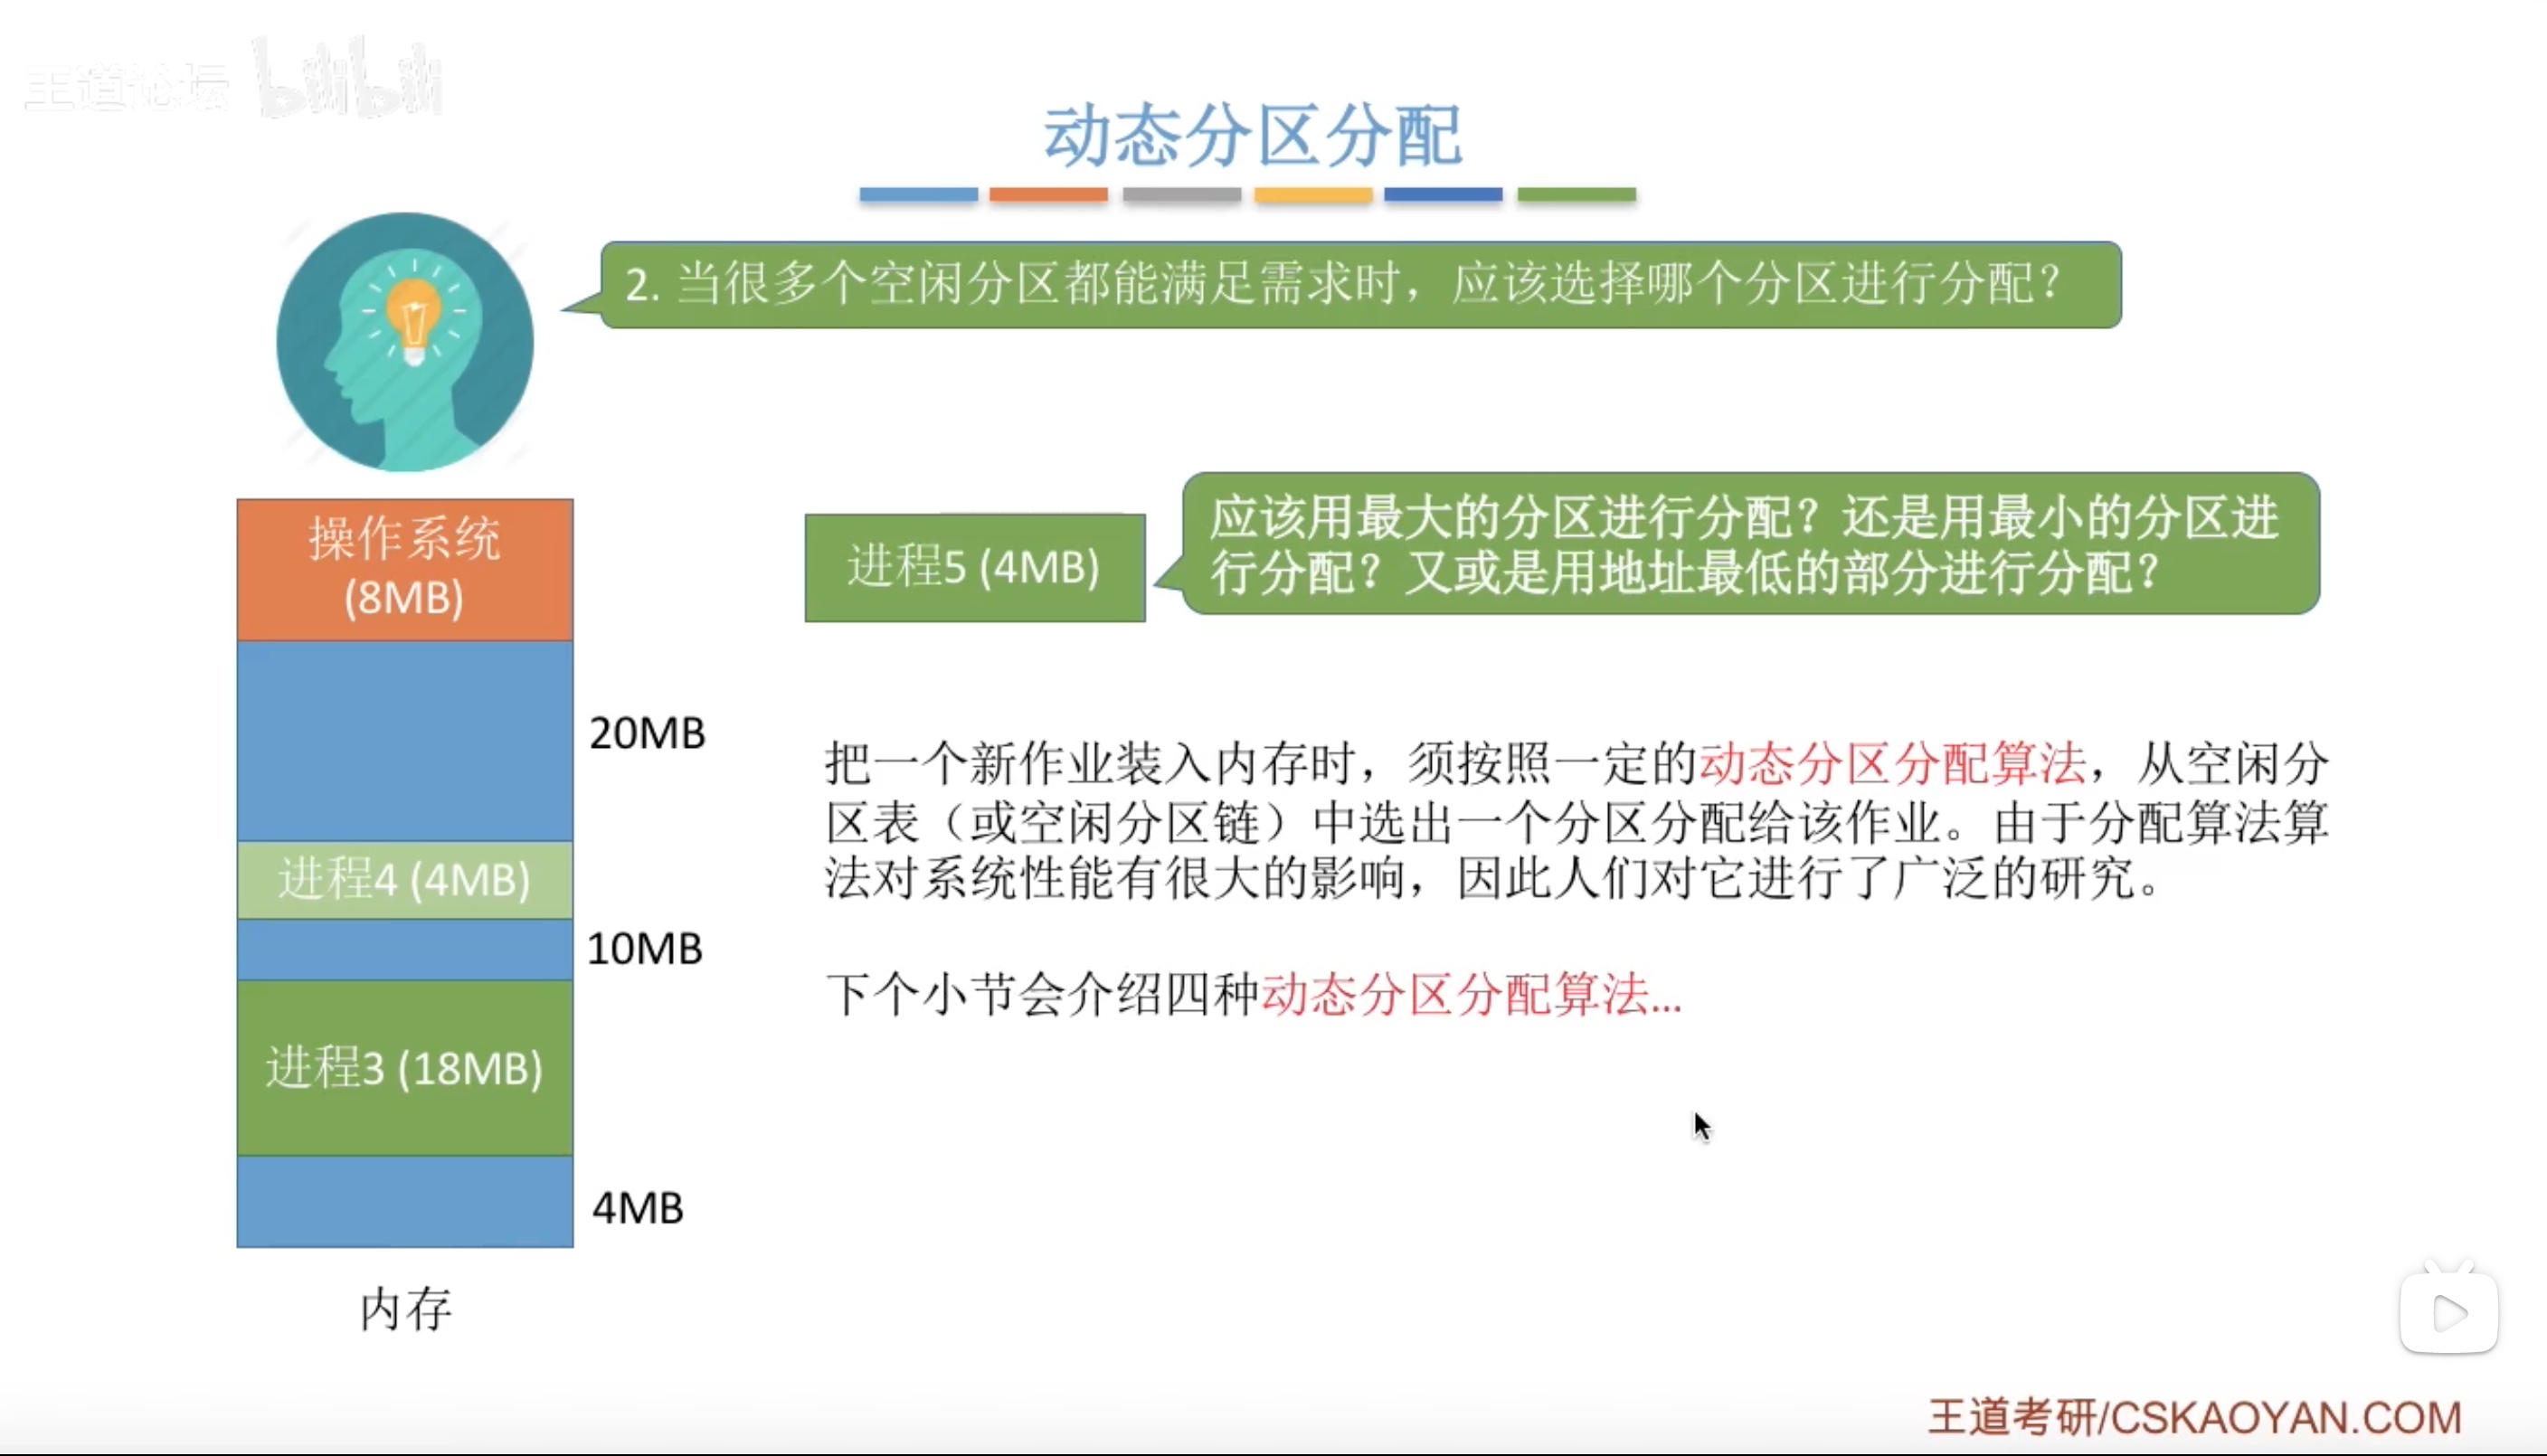 王道论坛 bilibili
动态分区分配
2. 当很多个空闲分区都能满足需求时，应该选择哪个分区进行分配？
操作系统
(8MB)
20MB
进程4 (4MB)
10MB
进程3 (18MB)
4MB
内存
进程5 (4MB)
应该用最大的分区进行分配？还是用最小的分区进
行分配？又或是用地址最低的部分进行分配？
把一个新作业装入内存时，须按照一定的动态分区分配算法，从空闲分
区表（或空闲分区链）中选出一个分区分配给该作业。由于分配算法算
法对系统性能有很大的影响，因此人们对它进行了广泛的研究。
下个小节会介绍四种动态分区分配算法...
王道考研/CSKAOYAN.COM